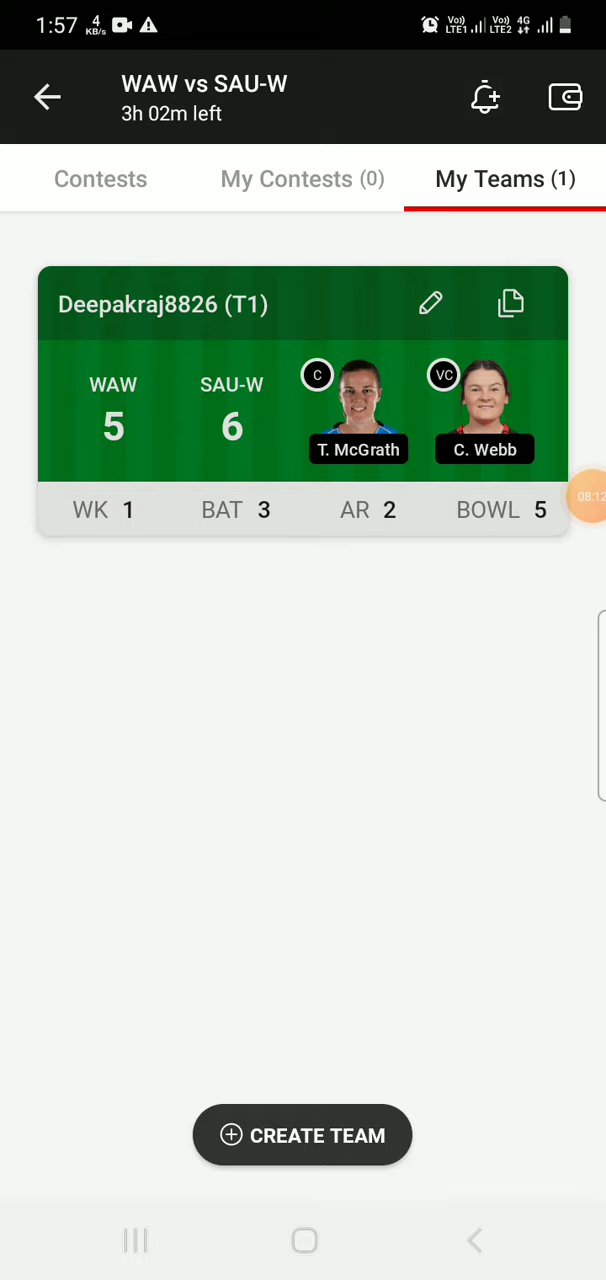 1:57 4 KB/s Vo)) LTE1 Vo)) LTE2 4G
WAW vs SAU-W
3h 02m left
Contests My Contests (0) My Teams (1)
Deepakraj8826 (T1)
WAW SAU-W C VC
5 6
T. McGrath C. Webb
WK 1 BAT 3 AR 2 BOWL 5
08:12
CREATE TEAM